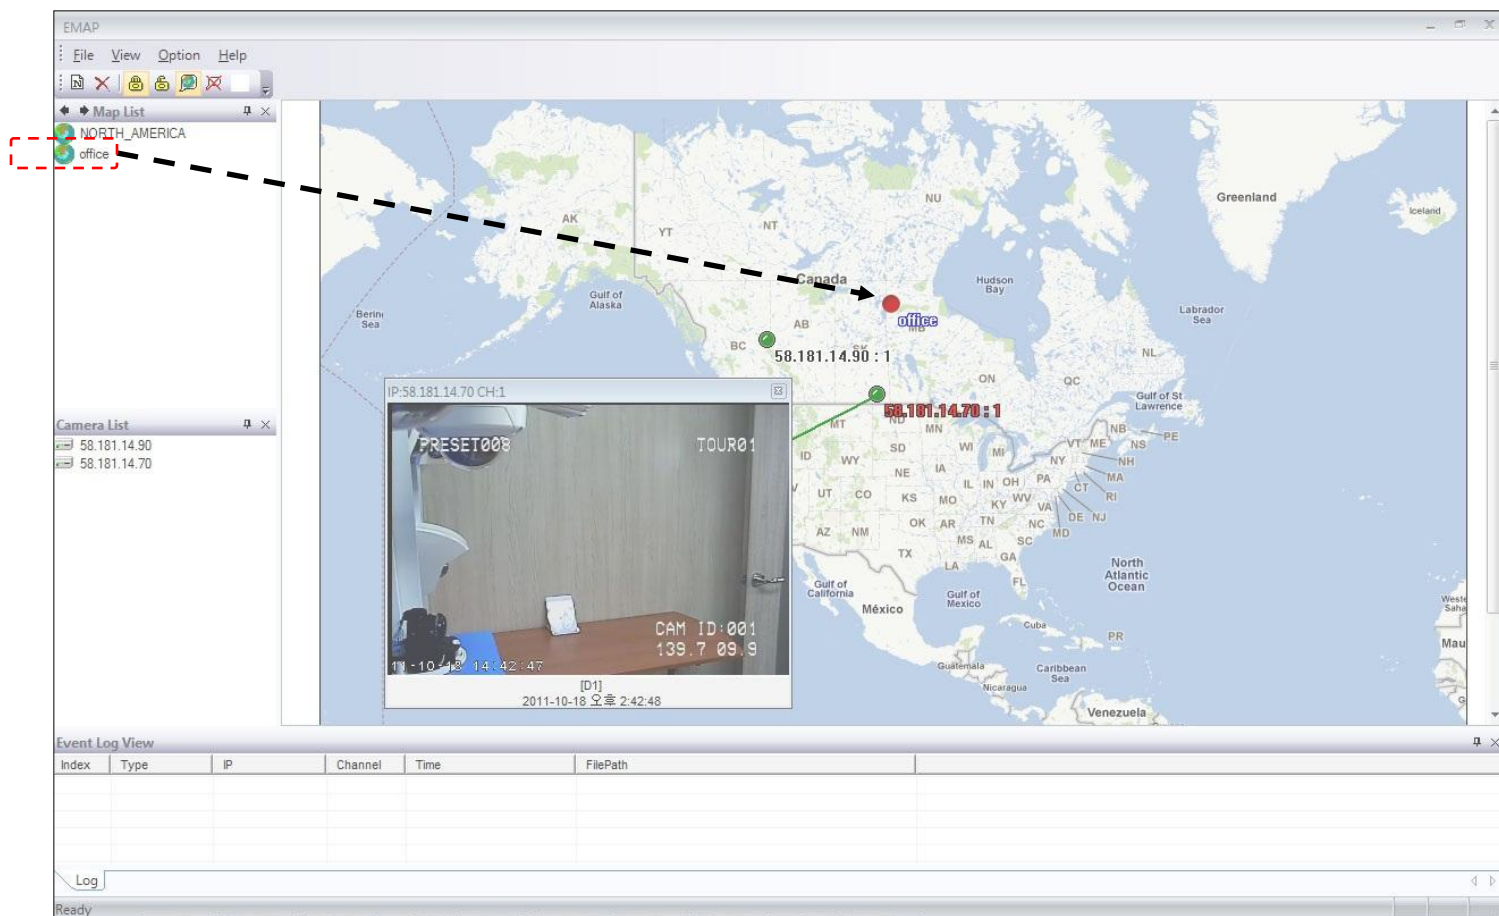 EMAP
File View Option Help
Map List
NORTH_AMERICA
office
Camera List
58.181.14.90
58.181.14.70
Greenland
Iceland
NU
AK
YT
NT
Canada
Hudson
Bay
Gulf of
Alaska
Bering
Sea
Labrador
Sea
office
MB
AB
BC
SK
58.181.14.90 : 1
NL
ON
QC
Gulf of St
Lawrence
58.181.14.70 : 1
IP:58.181.14.70 CH:1
PRESET008
TOUR01
CAM ID:001
139.7 09.9
11-10-18 14:42:47
[D1]
2011-10-18 오후 2:42:48
MT
ND
MN
NB
PE
VT
ME
NS
ID
WY
SD
WI
MI
NY
NH
NE
IA
MA
IL
IN
OH
PA
CT
RI
UT
CO
KS
MO
KY
WV
VA
DE
NJ
MD
AZ
NM
OK
AR
TN
NC
MS
AL
SC
TX
LA
GA
FL
North
Atlantic
Ocean
Gulf of
California
México
Gulf of
Mexico
Cuba
PR
Guatemala
Caribbean
Sea
Nicaragua
Venezuela
Weste
Saha
Mau
Event Log View
Index Type IP Channel Time FilePath
Log
Ready